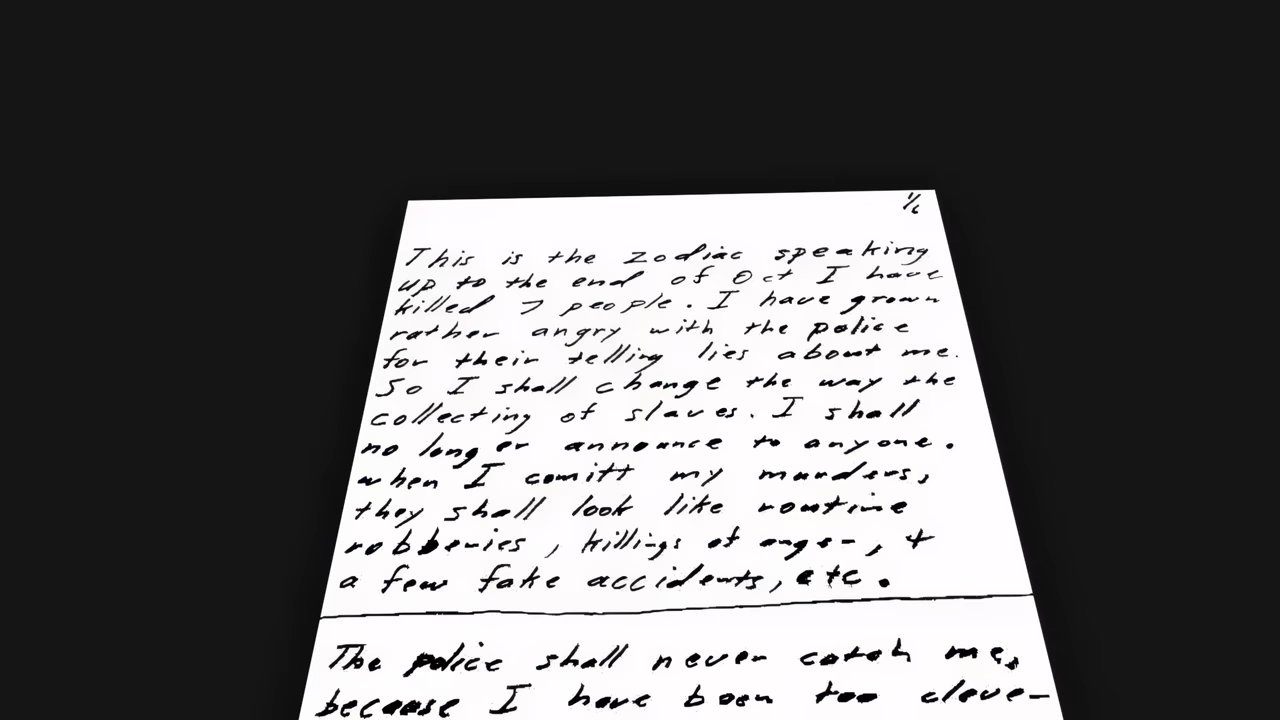 1/6
This is the zodiac speaking
up to the end of Oct I have
killed 7 people. I have grown
rather angry with the police
for their telling lies about me.
So I shall change the way the
collecting of slaves. I shall
no longer announce to anyone.
when I comitt my murders,
they shall look like routine
robberies, killings of anger, +
a few fake accidents, etc.
The police shall never catch me,
because I have been too clever